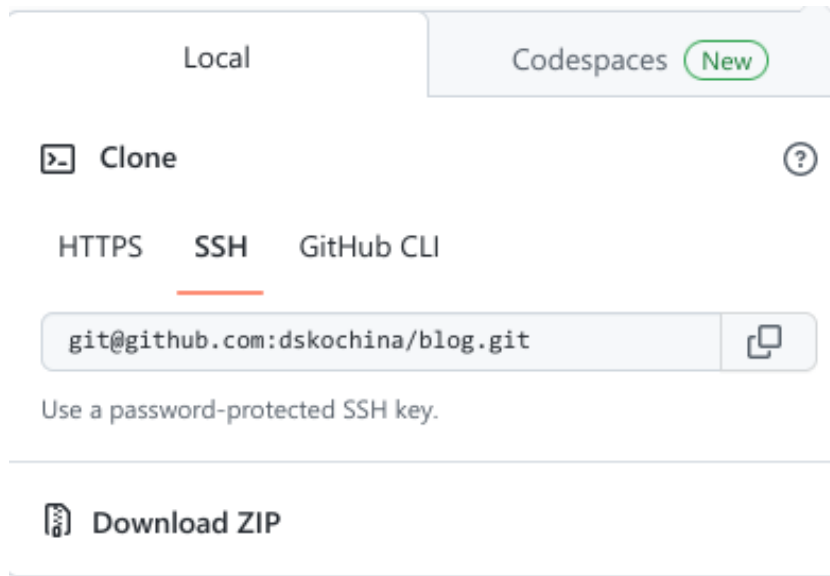 Local Codespaces New
Clone
HTTPS SSH GitHub CLI
git@github.com:dskochina/blog.git
Use a password-protected SSH key.
Download ZIP